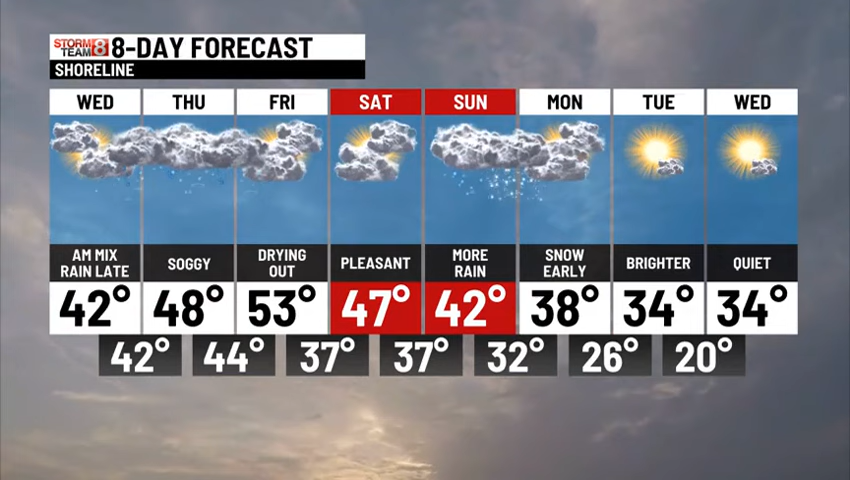 STORM TEAM 8 8-DAY FORECAST
SHORELINE
WED THU FRI SAT SUN MON TUE WED
AM MIX RAIN LATE SOGGY DRYING OUT PLEASANT MORE RAIN SNOW EARLY BRIGHTER QUIET
42° 48° 53° 47° 42° 38° 34° 34°
42° 44° 37° 37° 32° 26° 20°